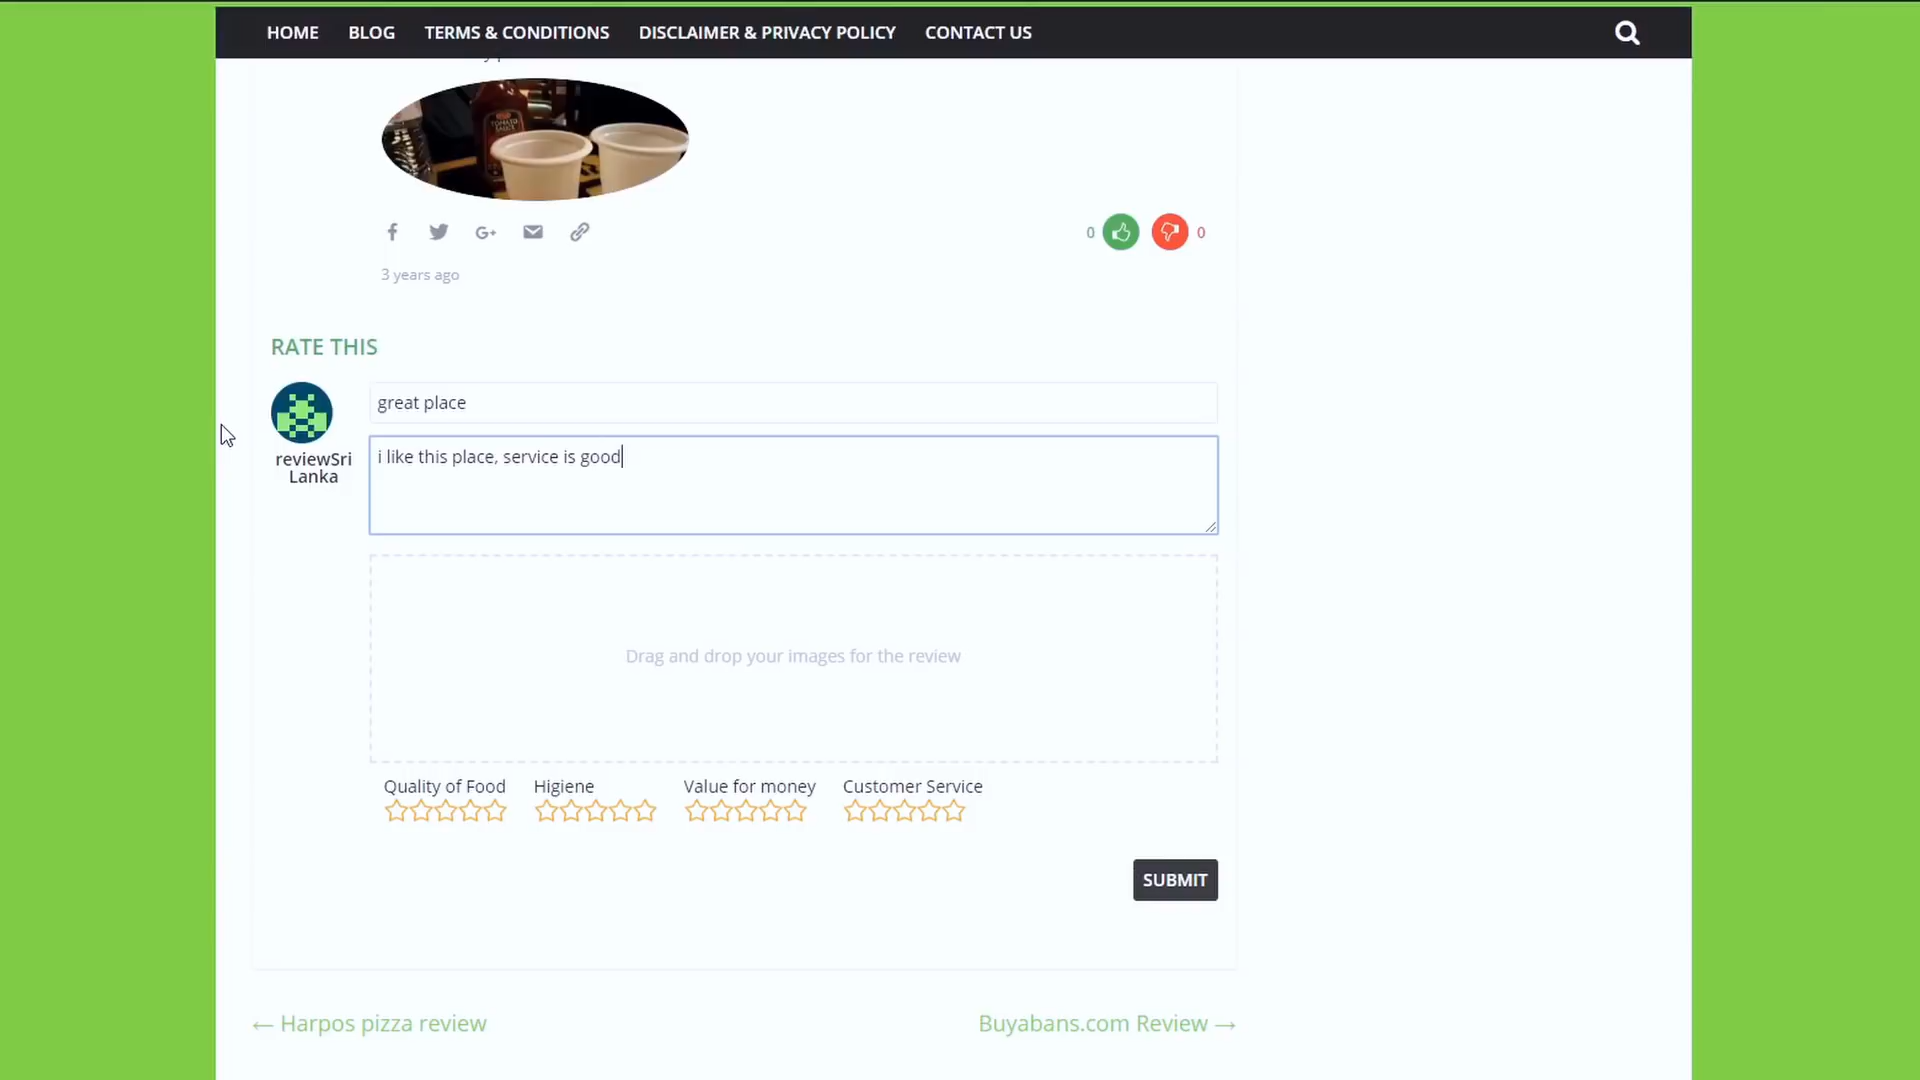 HOME BLOG TERMS & CONDITIONS DISCLAIMER & PRIVACY POLICY CONTACT US
TOMATO
SAUCE
0 0
3 years ago
RATE THIS
great place
i like this place, service is good
reviewSri
Lanka
Drag and drop your images for the review
Quality of Food Higiene Value for money Customer Service
SUBMIT
← Harpos pizza review Buyabans.com Review →